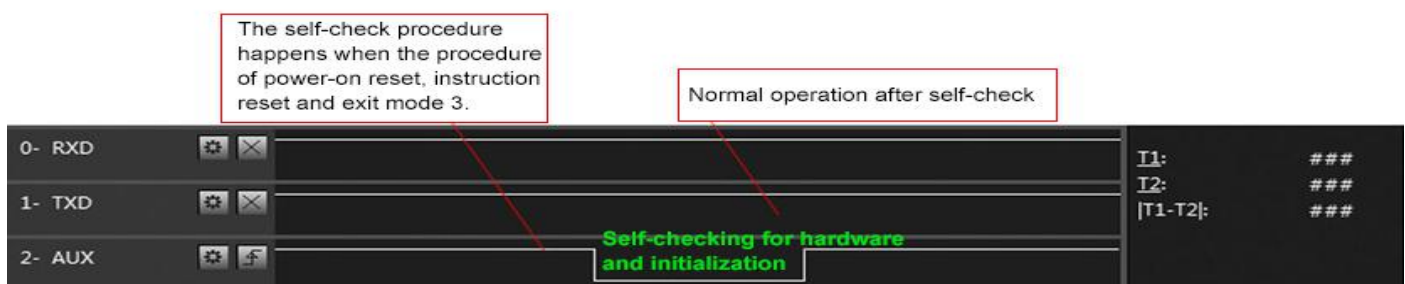 The self-check procedure
happens when the procedure
of power-on reset, instruction
reset and exit mode 3.
Normal operation after self-check
0- RXD
T1: ###
T2: ###
1- TXD
|T1-T2|: ###
Self-checking for hardware
and initialization
2- AUX